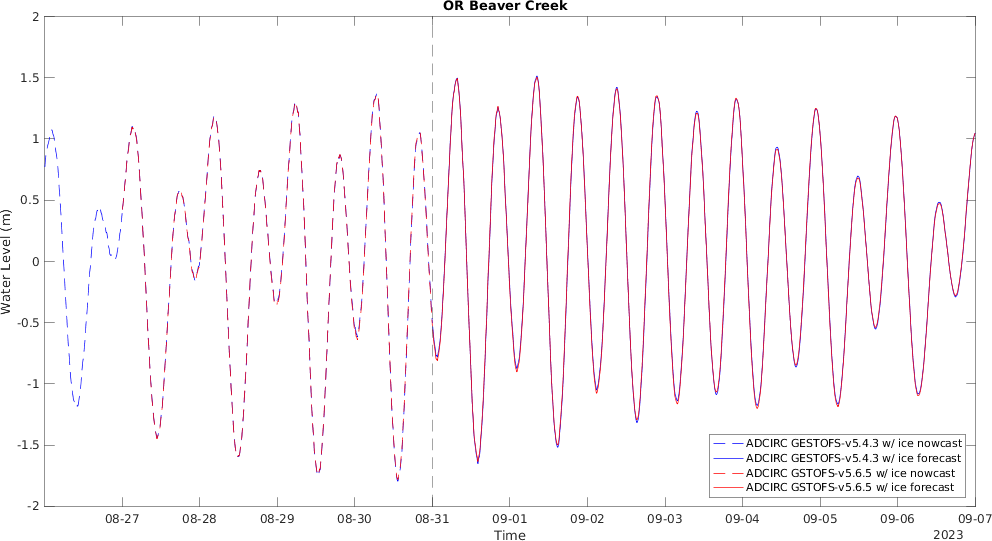 OR Beaver Creek
2
1.5
1
0.5
0
-0.5
-1
-1.5
-2
Water Level (m)
08-27 08-28 08-29 08-30 08-31 09-01 09-02 09-03 09-04 09-05 09-06 09-07
Time
2023
ADCIRC GESTOFS-v5.4.3 w/ ice nowcast
ADCIRC GESTOFS-v5.4.3 w/ ice forecast
ADCIRC GSTOFS-v5.6.5 w/ ice nowcast
ADCIRC GSTOFS-v5.6.5 w/ ice forecast